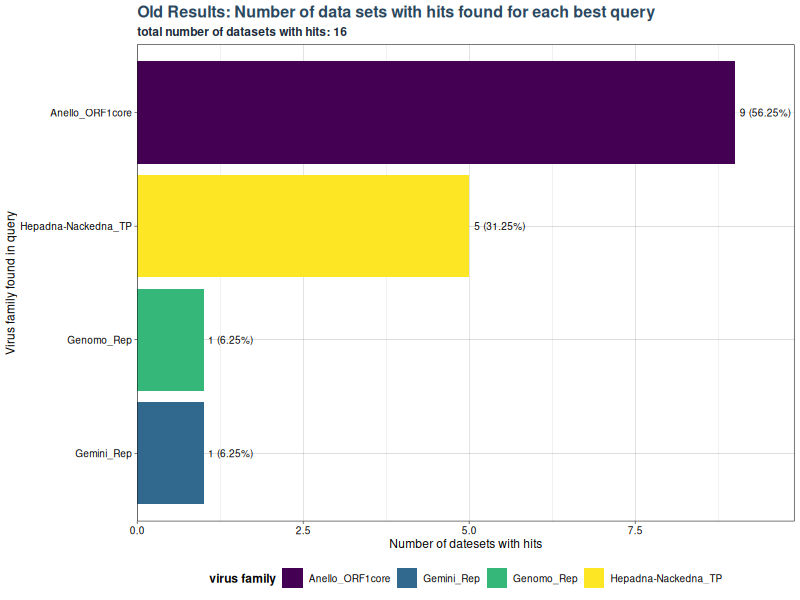 Old Results: Number of data sets with hits found for each best query
total number of datasets with hits: 16
Virus family found in query
Anello_ORF1core
9 (56.25%)
Hepadna-Nackedna_TP
5 (31.25%)
Genomo_Rep
1 (6.25%)
Gemini_Rep
1 (6.25%)
0.0 2.5 5.0 7.5
Number of datesets with hits
virus family Anello_ORF1core Gemini_Rep Genomo_Rep Hepadna-Nackedna_TP